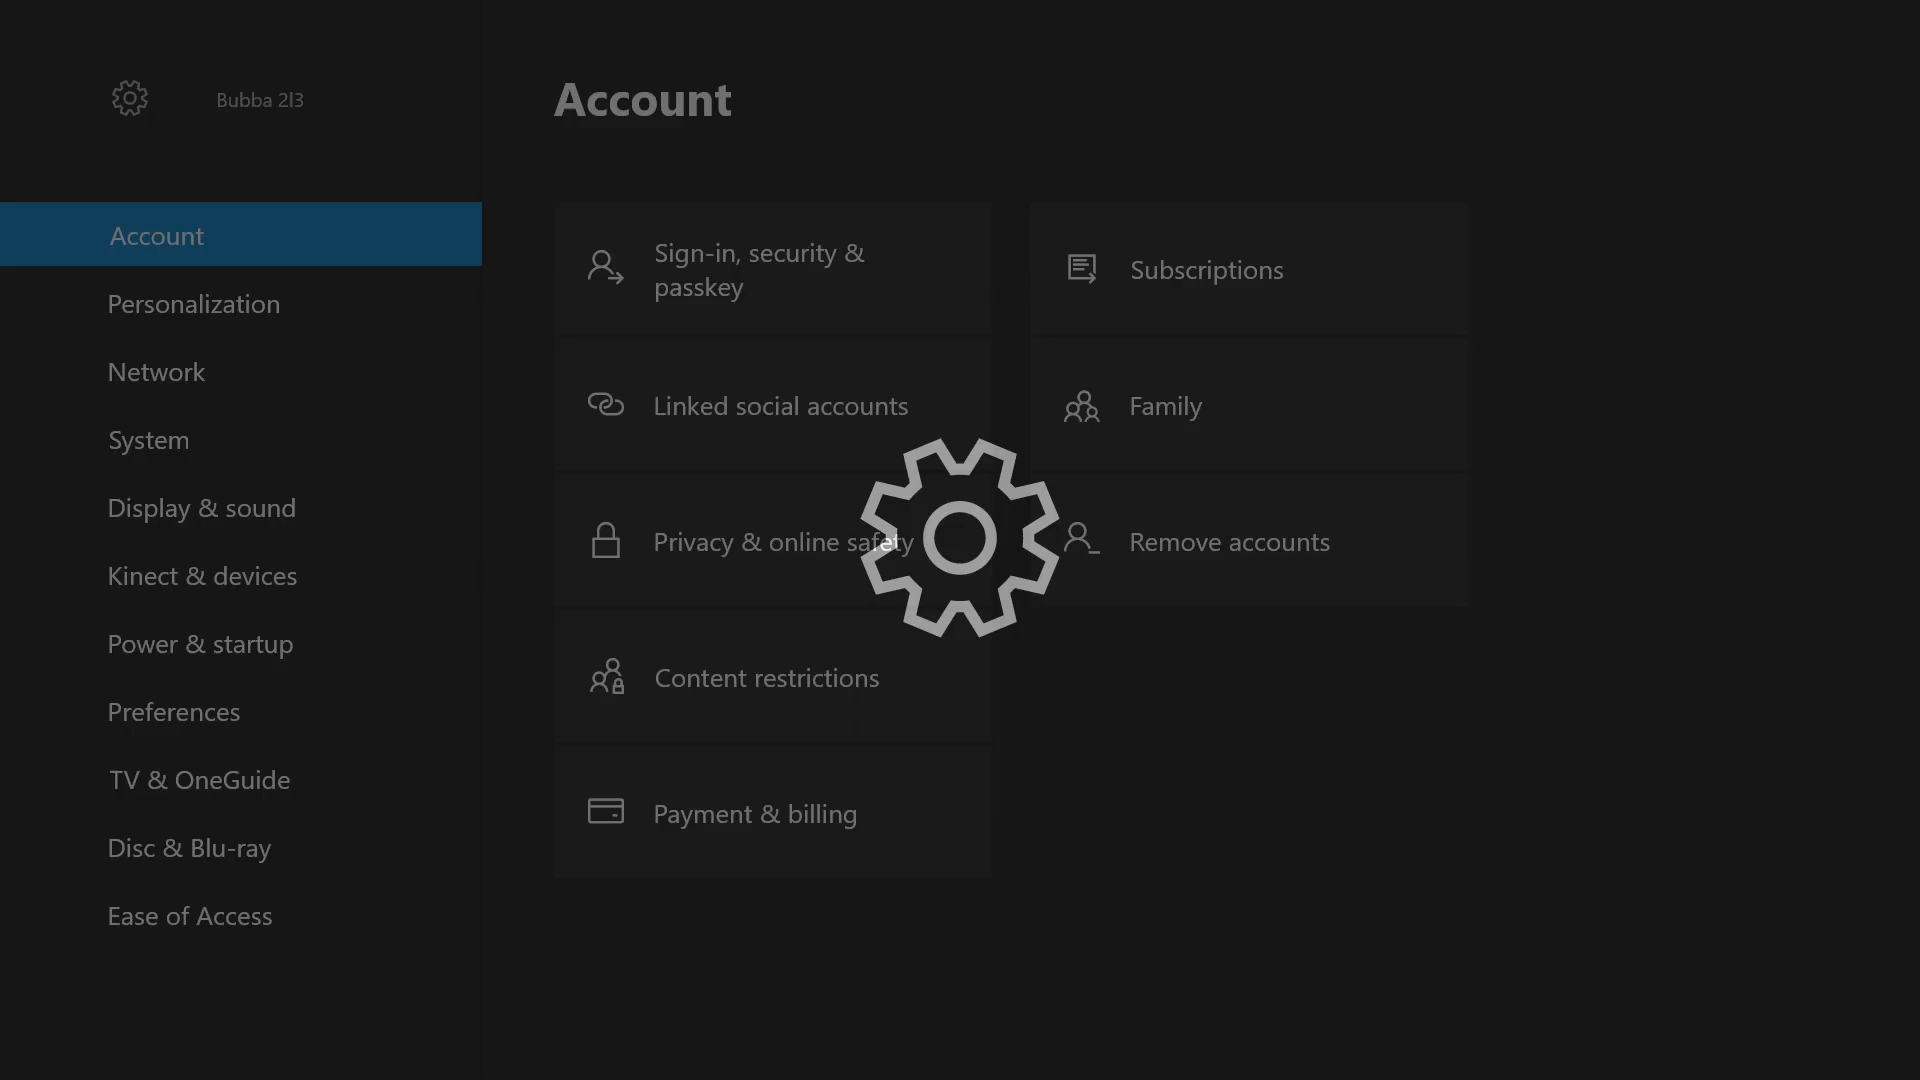 Bubba 2l3
Account
Account
Personalization
Network
System
Display & sound
Kinect & devices
Power & startup
Preferences
TV & OneGuide
Disc & Blu-ray
Ease of Access
Sign-in, security &
passkey
Linked social accounts
Privacy & online safety
Content restrictions
Payment & billing
Subscriptions
Family
Remove accounts